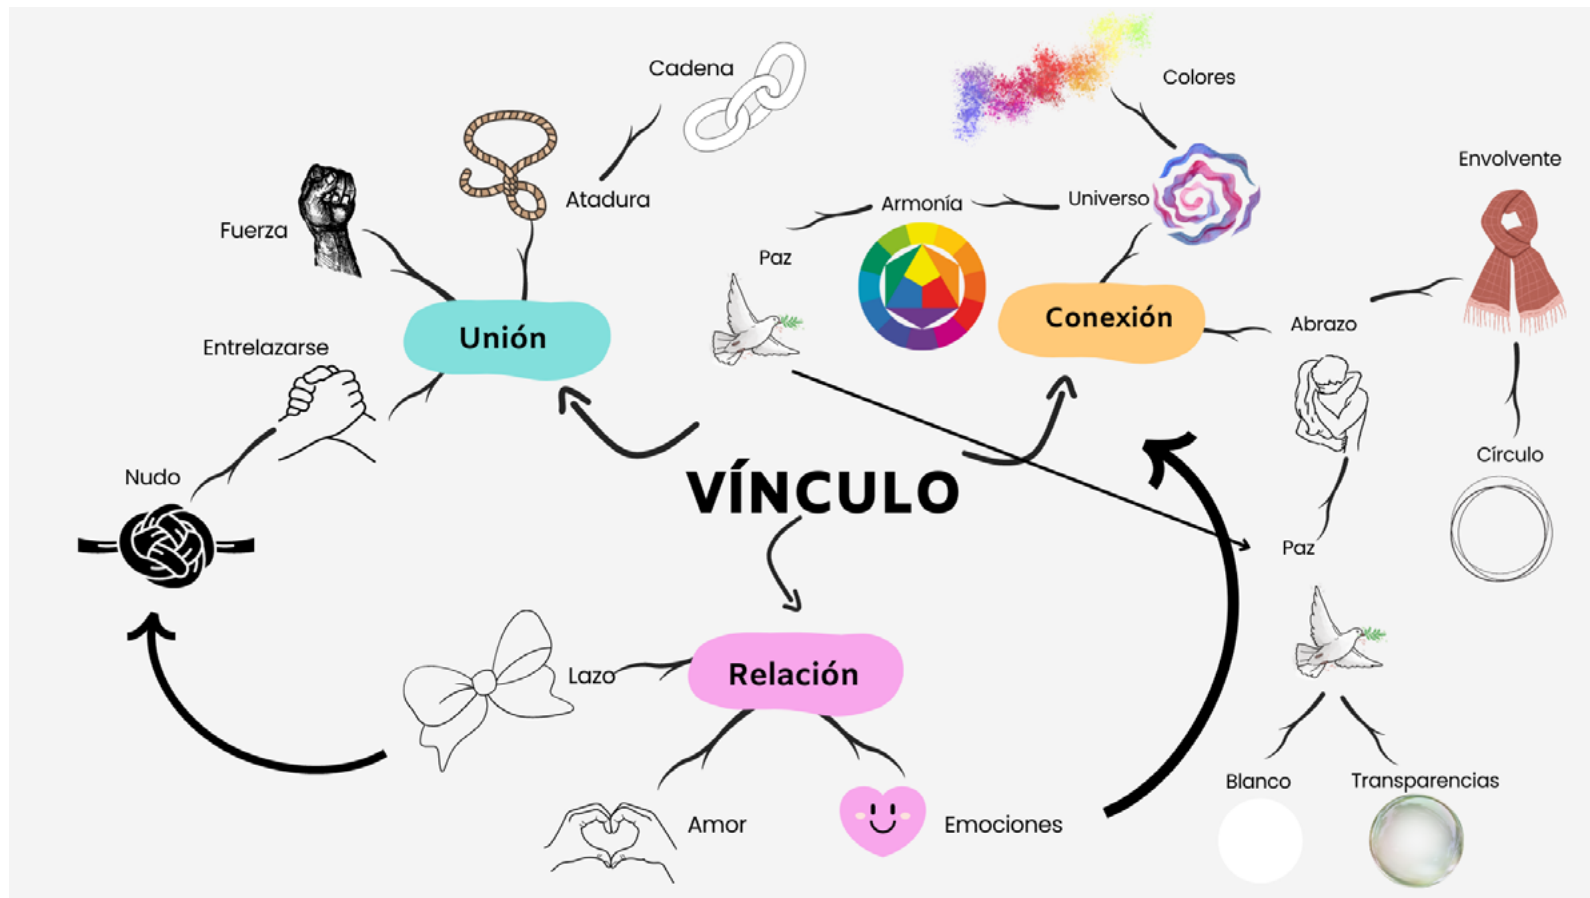 Cadena
Colores
Envolvente
Atadura
Armonía
Universo
Fuerza
Paz
Unión
Conexión
Abrazo
Entrelazarse
Círculo
Nudo
VÍNCULO
Paz
Lazo
Relación
Blanco
Transparencias
Amor
Emociones